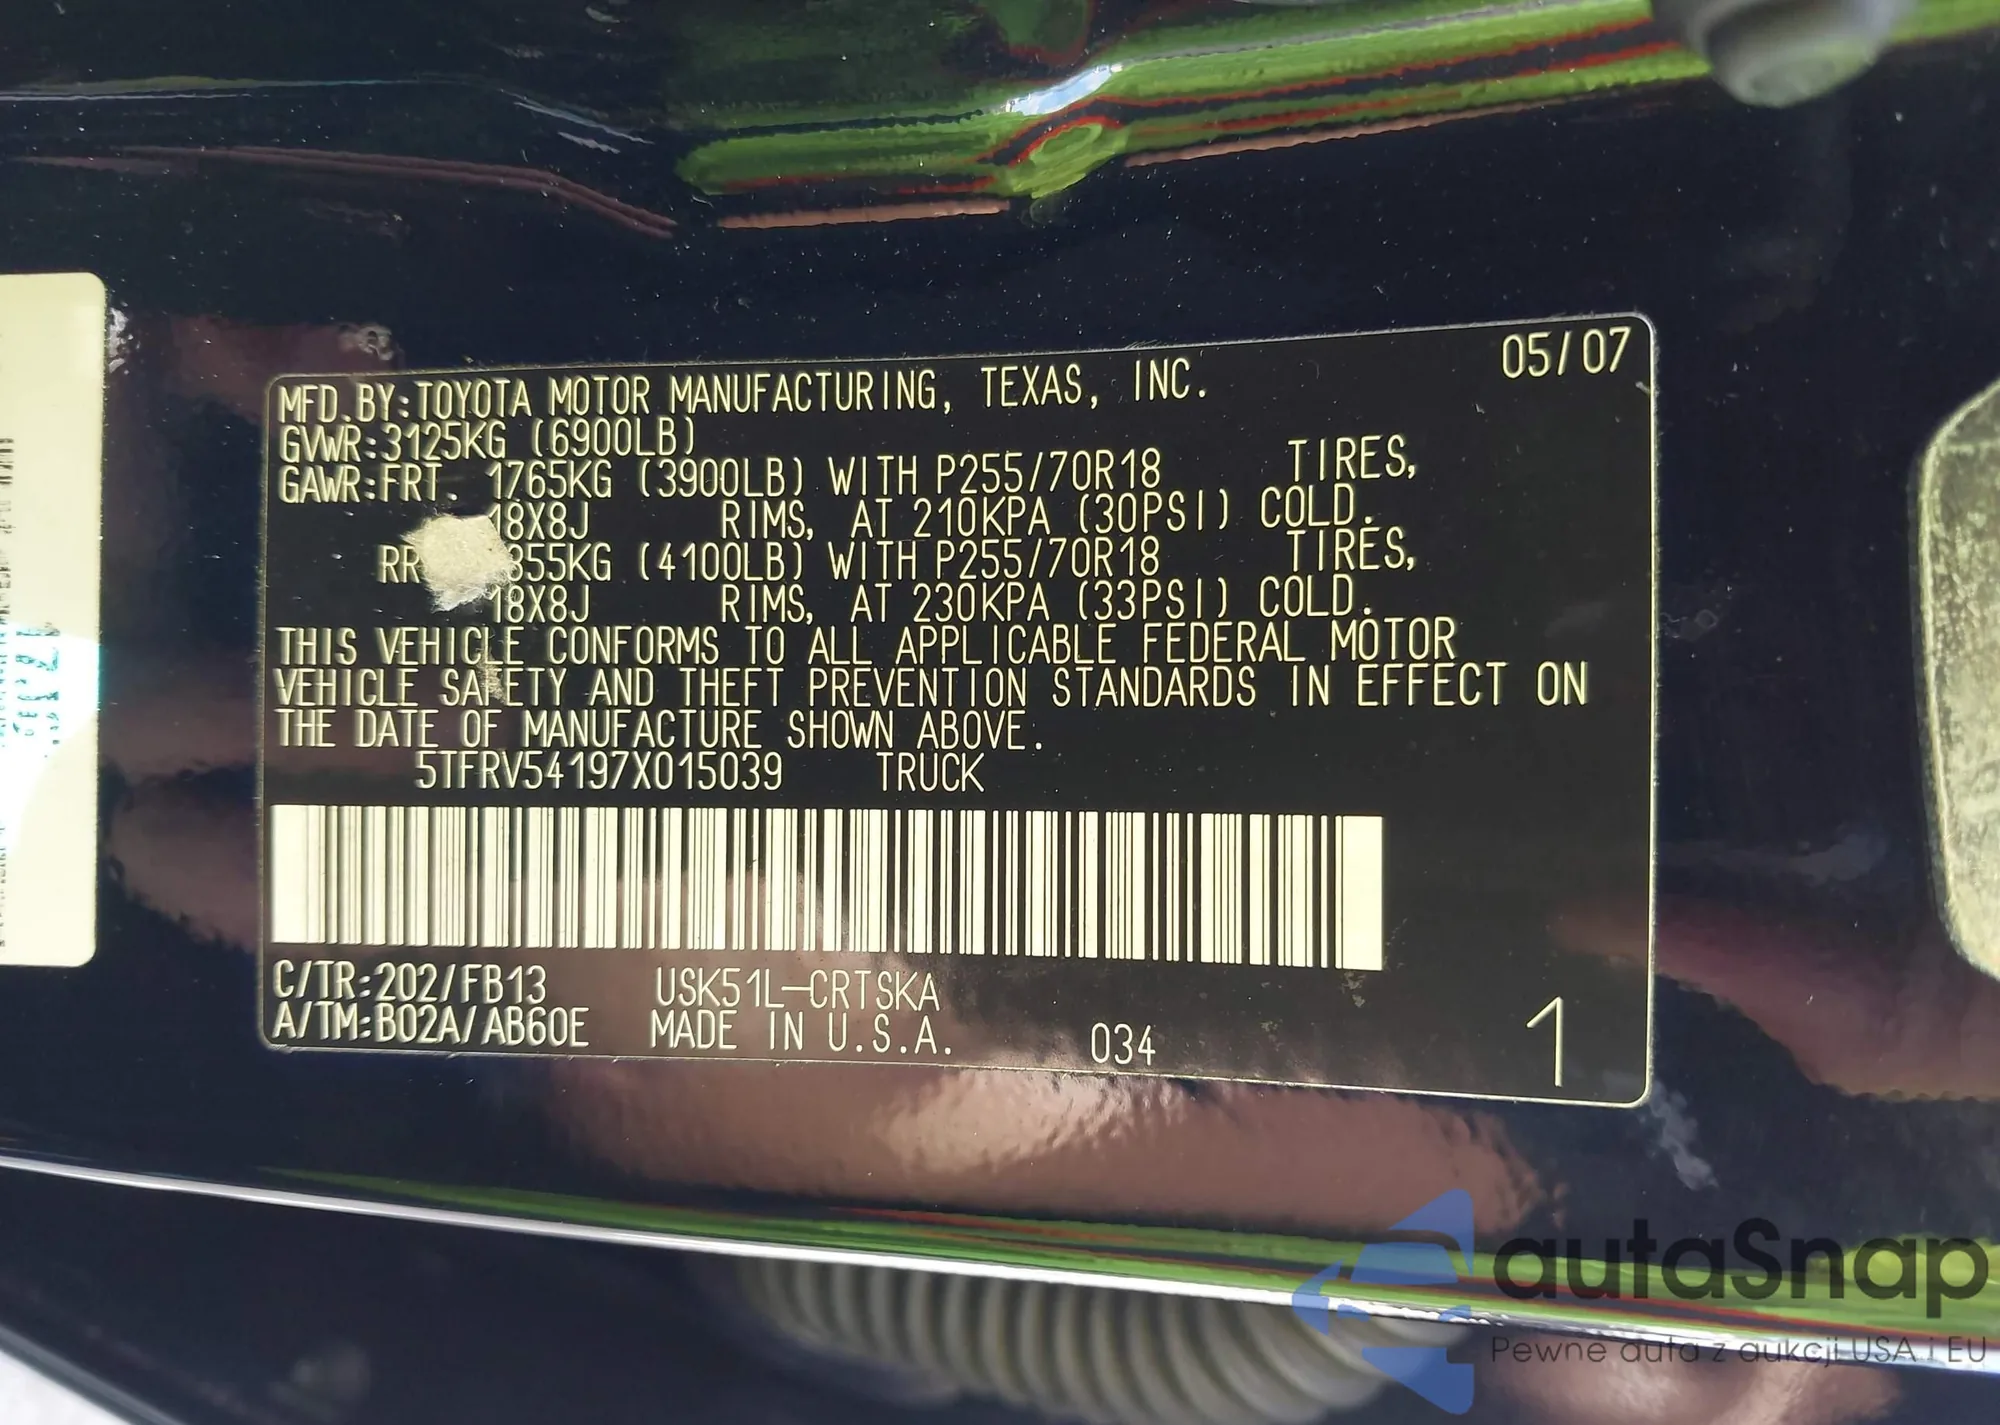 05/07
MFD.BY:TOYOTA MOTOR MANUFACTURING, TEXAS, INC.
GVWR:3125KG (6900LB)
GAWR:FRT. 1765KG (3900LB) WITH P255/70R18 TIRES,
18X8J RIMS, AT 210KPA (30PSI) COLD.
RR 855KG (4100LB) WITH P255/70R18 TIRES,
18X8J RIMS, AT 230KPA (33PSI) COLD.
THIS VEHICLE CONFORMS TO ALL APPLICABLE FEDERAL MOTOR
VEHICLE SAFETY AND THEFT PREVENTION STANDARDS IN EFFECT ON
THE DATE OF MANUFACTURE SHOWN ABOVE.
5TFRV54197X015039 TRUCK
C/TR:202/FB13 USK51L-CRTSKA
A/TM:B02A/AB60E MADE IN U.S.A. 034 1
autaSnap
Pewne auta z aukcji USA i EU